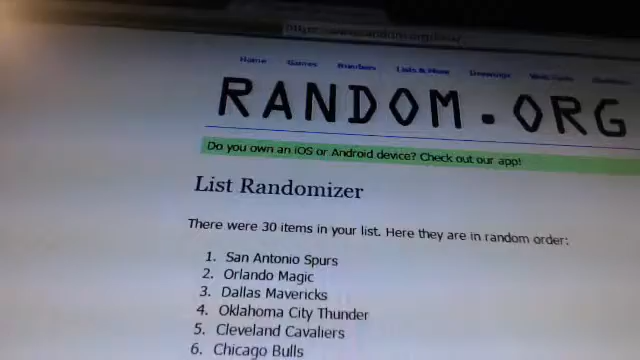 Home Games Numbers Lists & More Drawings Web Tools
RANDOM.ORG
Do you own an iOS or Android device? Check out our app!
List Randomizer
There were 30 items in your list. Here they are in random order:
1. San Antonio Spurs
2. Orlando Magic
3. Dallas Mavericks
4. Oklahoma City Thunder
5. Cleveland Cavaliers
6. Chicago Bulls